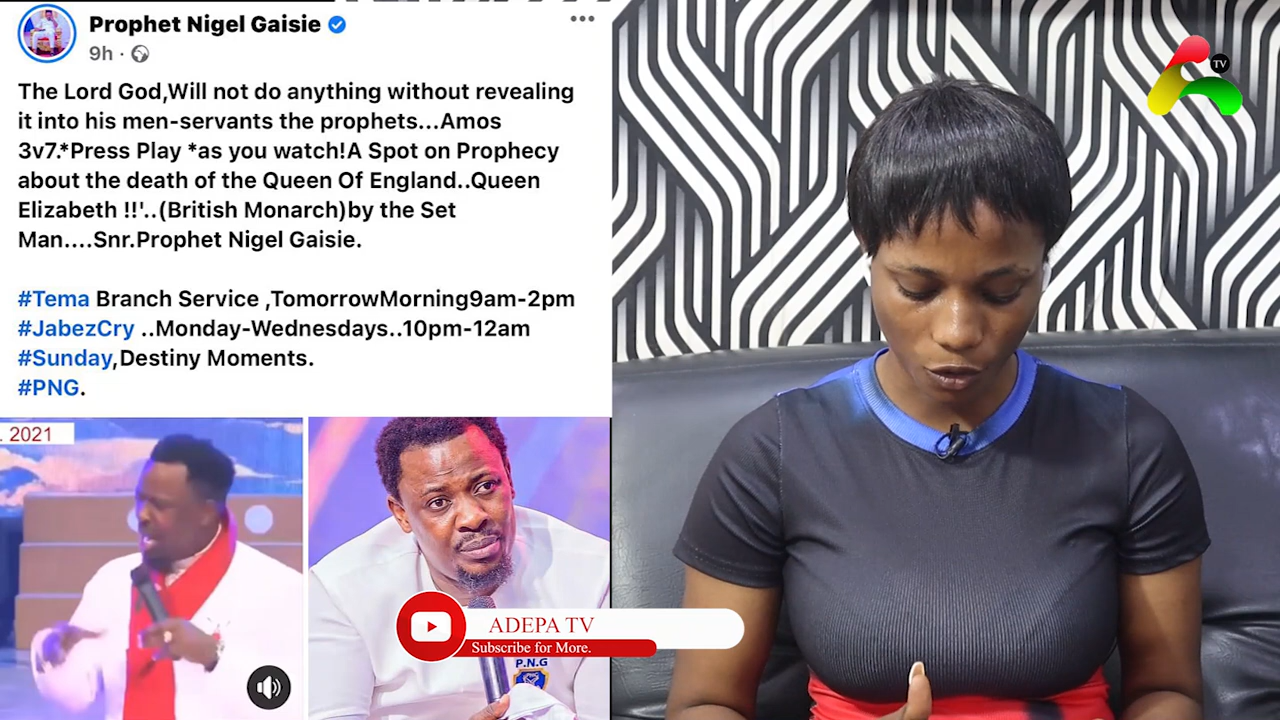 Prophet Nigel Gaisie
9h ·
The Lord God,Will not do anything without revealing
it into his men-servants the prophets...Amos
3v7.*Press Play *as you watch!A Spot on Prophecy
about the death of the Queen Of England..Queen
Elizabeth !!'..(British Monarch)by the Set
Man....Snr.Prophet Nigel Gaisie.
#Tema Branch Service ,TomorrowMorning9am-2pm
#JabezCry ..Monday-Wednesdays..10pm-12am
#Sunday,Destiny Moments.
#PNG.
. 2021
P.N.G
ADEPA TV
Subscribe for More.
TV